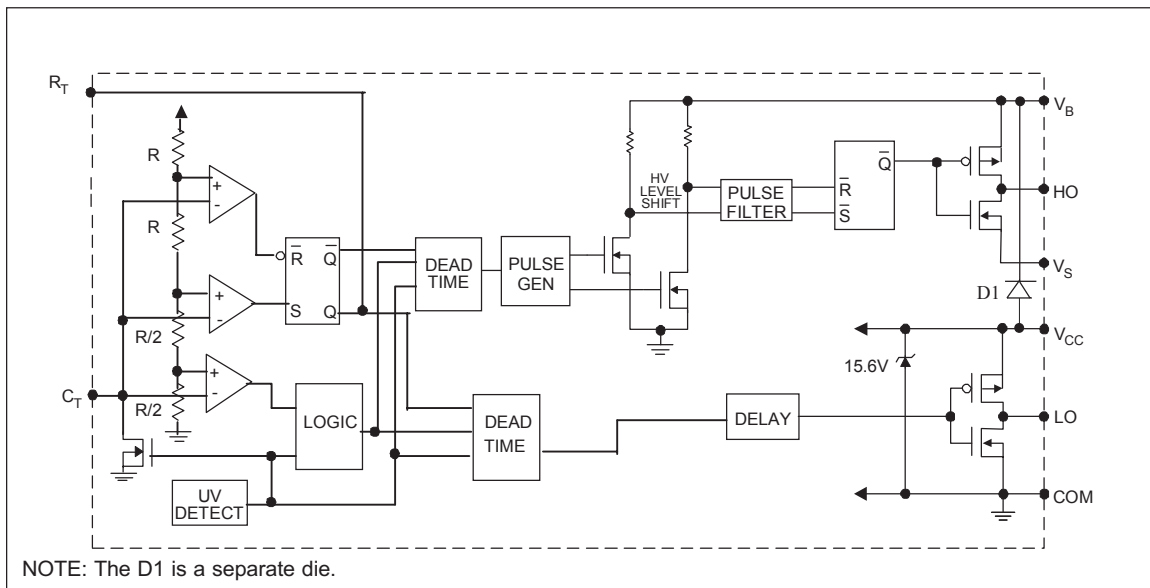 R_T
V_B
R
+
-
HV
LEVEL
SHIFT
PULSE
FILTER
R̅
S̅
Q̅
HO
R
R̅
Q̅
S
Q
DEAD
TIME
PULSE
GEN
V_S
D1
+
-
R/2
V_CC
15.6V
+
-
C_T
R/2
LOGIC
DEAD
TIME
DELAY
LO
UV
DETECT
COM
NOTE: The D1 is a separate die.